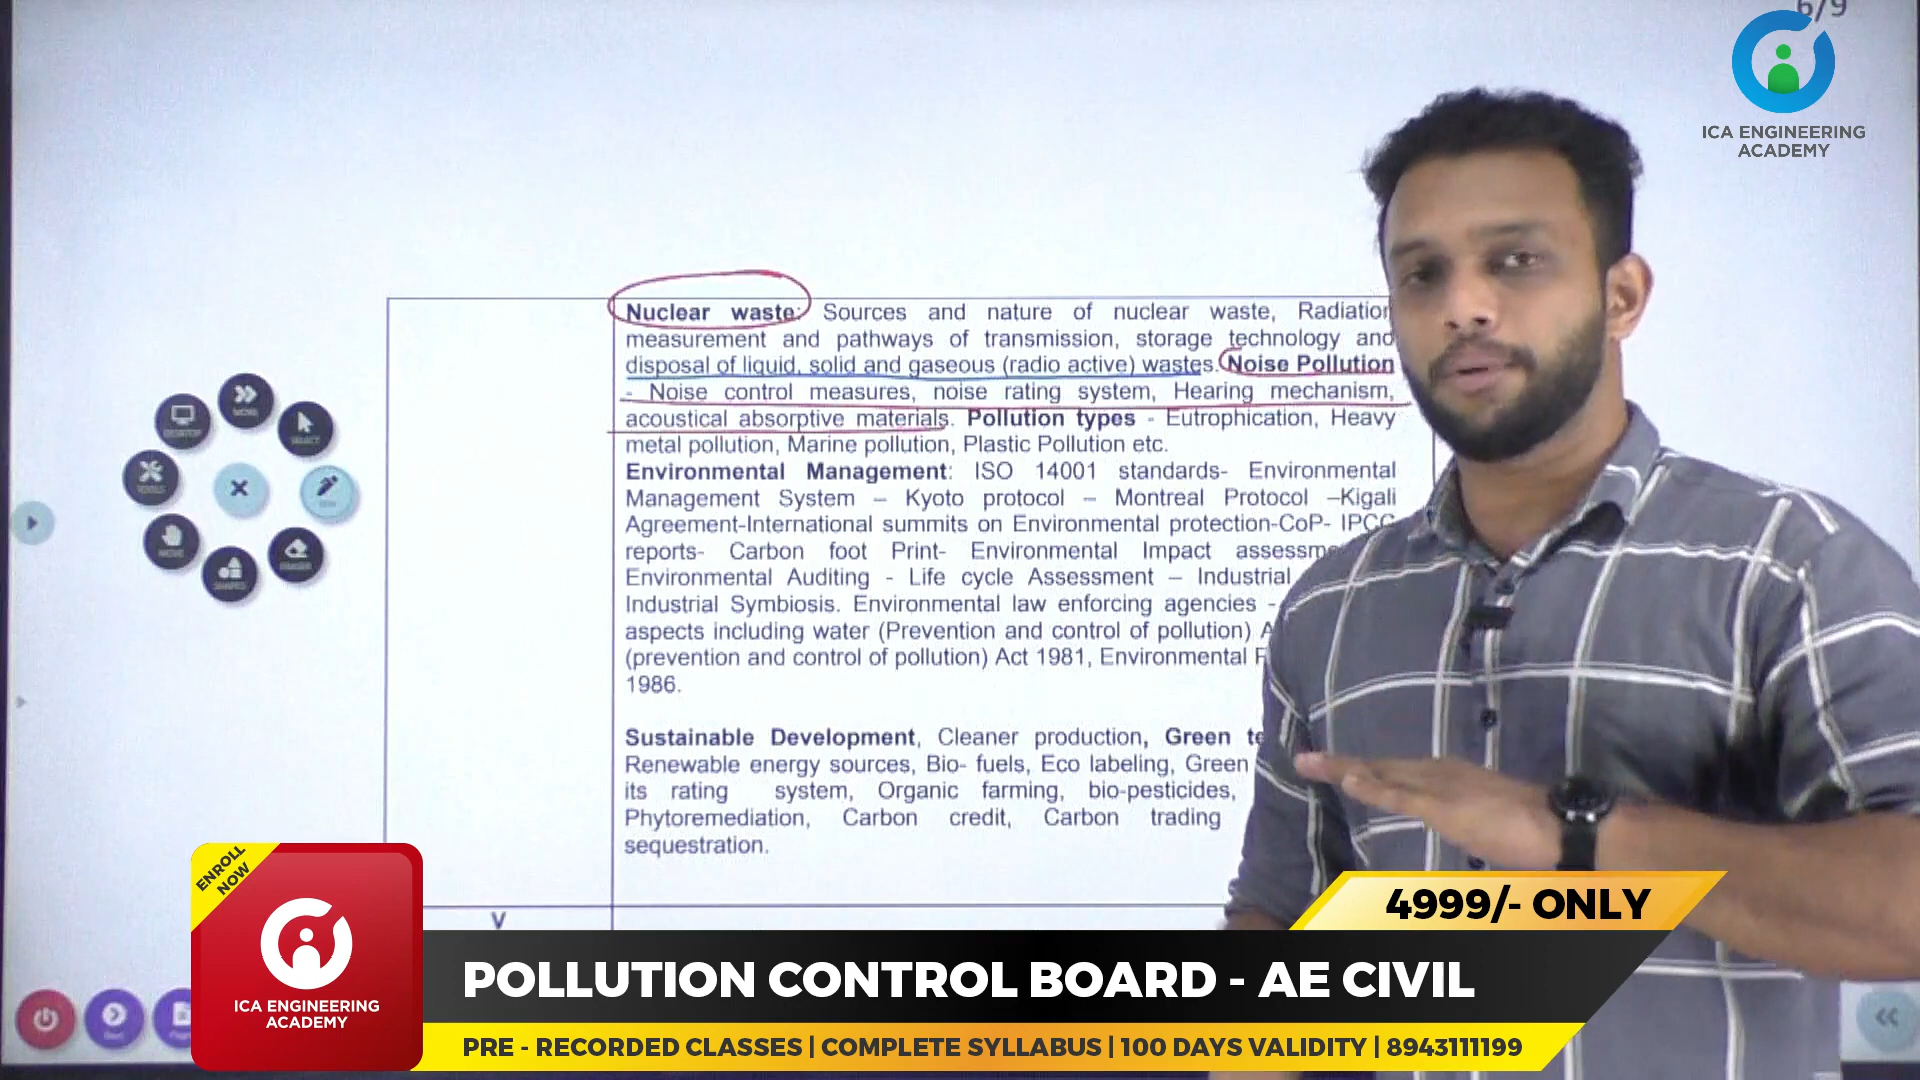 6/9
ICA ENGINEERING
ACADEMY
Nuclear waste: Sources and nature of nuclear waste, Radiation
measurement and pathways of transmission, storage technology and
disposal of liquid, solid and gaseous (radio active) wastes. Noise Pollution
- Noise control measures, noise rating system, Hearing mechanism,
acoustical absorptive materials. Pollution types - Eutrophication, Heavy
metal pollution, Marine pollution, Plastic Pollution etc.
Environmental Management: ISO 14001 standards- Environmental
Management System – Kyoto protocol – Montreal Protocol –Kigali
Agreement-International summits on Environmental protection-CoP- IPCC
reports- Carbon foot Print- Environmental Impact
Environmental Auditing - Life cycle Assessment – Industrial
Industrial Symbiosis. Environmental law enforcing agencies -
aspects including water (Prevention and control of pollution)
(prevention and control of pollution) Act 1981, Environmental
1986.
Sustainable Development, Cleaner production, Green
Renewable energy sources, Bio- fuels, Eco labeling, Green
its rating system, Organic farming, bio-pesticides,
Phytoremediation, Carbon credit, Carbon trading
sequestration.
V
MORE
DESKTOP
SELECT
TOOLS
MOVE
SHAPES
ERASER
ENROLL
NOW
ICA ENGINEERING
ACADEMY
4999/- ONLY
POLLUTION CONTROL BOARD - AE CIVIL
PRE - RECORDED CLASSES | COMPLETE SYLLABUS | 100 DAYS VALIDITY | 8943111199